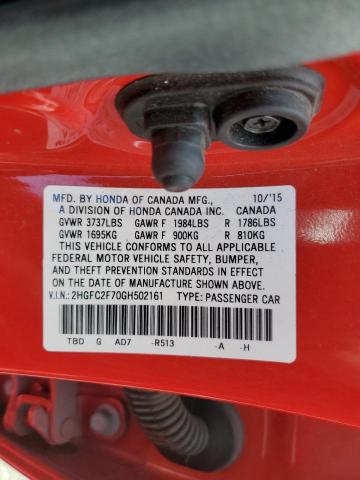 MFD. BY HONDA OF CANADA MFG., 10/'15
A DIVISION OF HONDA CANADA INC. CANADA
GVWR 3737LBS GAWR F 1984LBS R 1786LBS
GVWR 1695KG GAWR F 900KG R 810KG
THIS VEHICLE CONFORMS TO ALL APPLICABLE
FEDERAL MOTOR VEHICLE SAFETY, BUMPER,
AND THEFT PREVENTION STANDARDS IN EFFECT
ON THE DATE OF MANUFACTURE SHOWN ABOVE.
V.I.N.: 2HGFC2F70GH502161 TYPE: PASSENGER CAR
TBD G AD7 -R513 -A -H